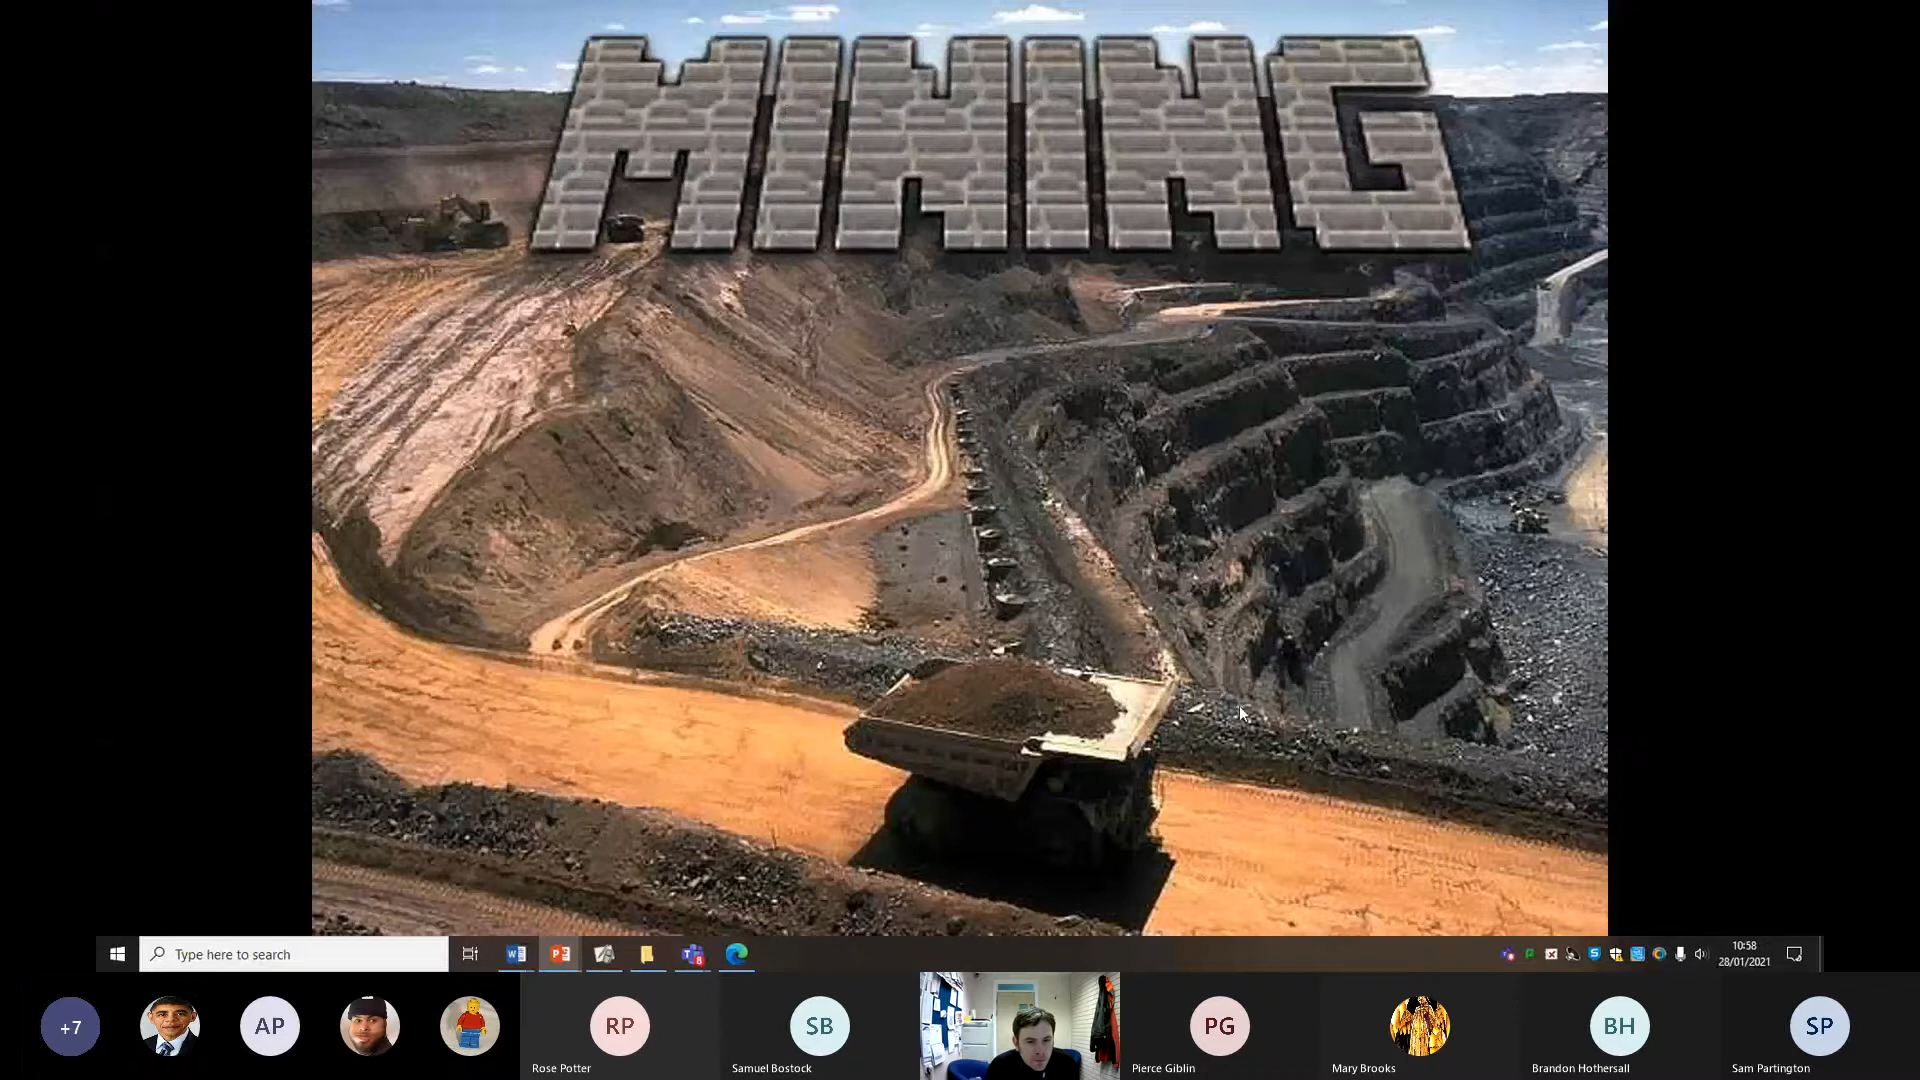 MINING
Type here to search
10:58
28/01/2021
+7
AP
RP
SB
PG
BH
SP
Rose Potter
Samuel Bostock
Pierce Giblin
Mary Brooks
Brandon Hothersall
Sam Partington